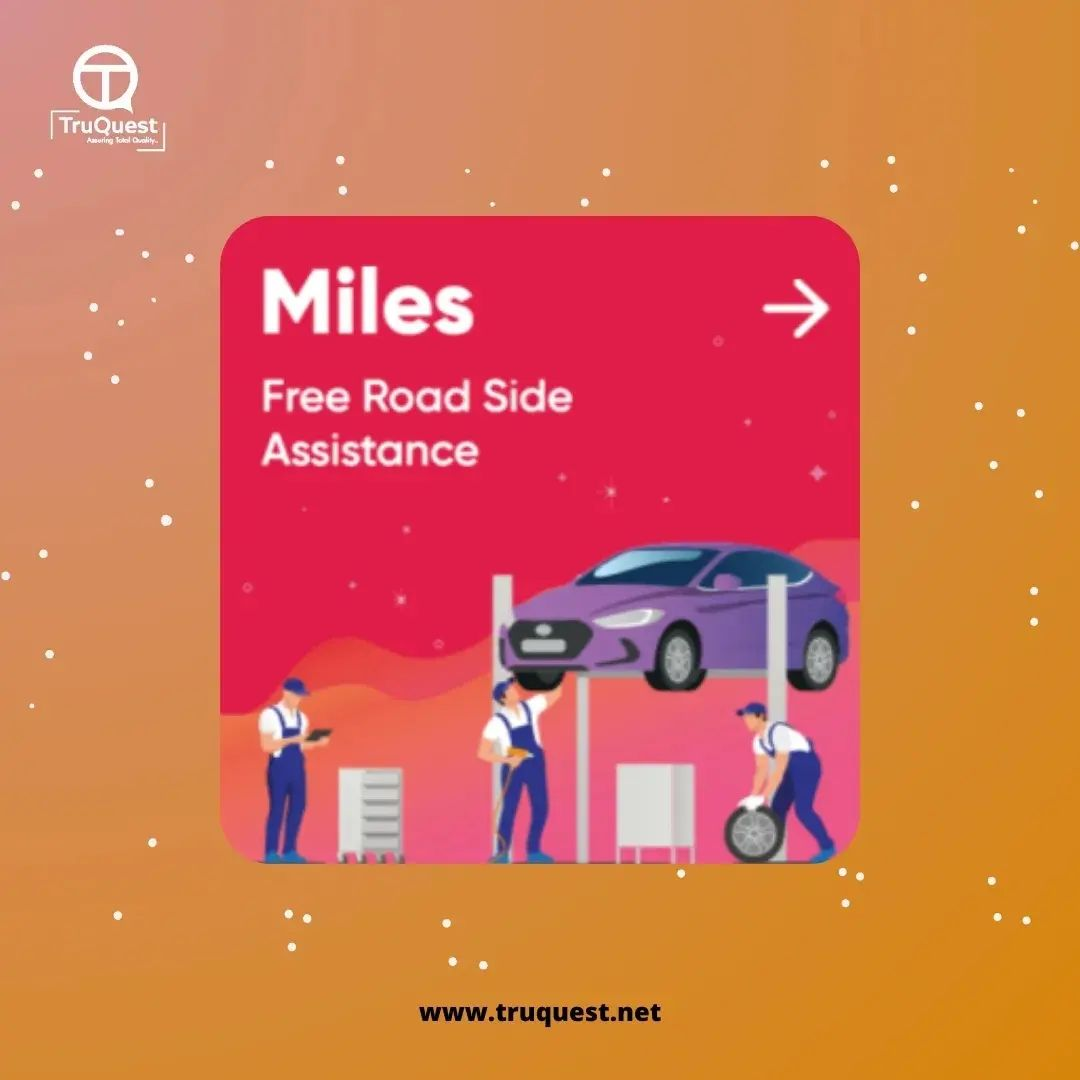 TruQuest
Assuring Total Quality..
Miles
Free Road Side
Assistance
www.truquest.net